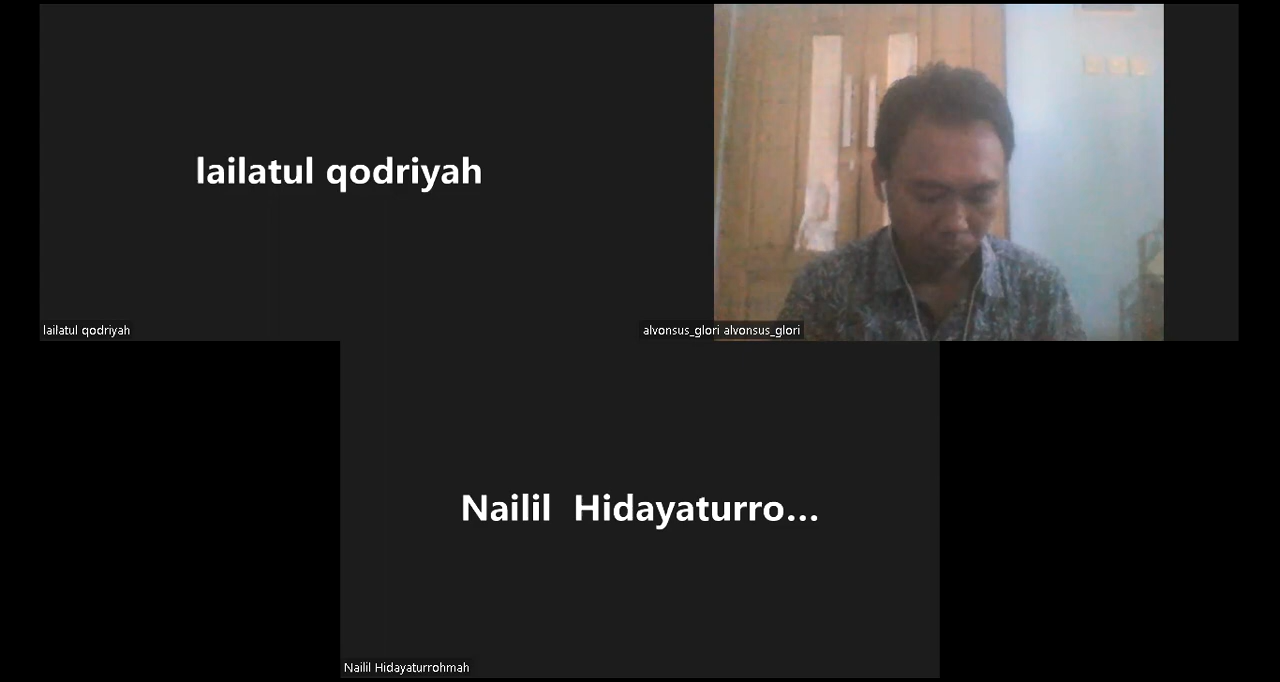 lailatul qodriyah
lailatul qodriyah
alvonsus_glori alvonsus_glori
Nailil  Hidayaturro...
Nailil Hidayaturrohmah